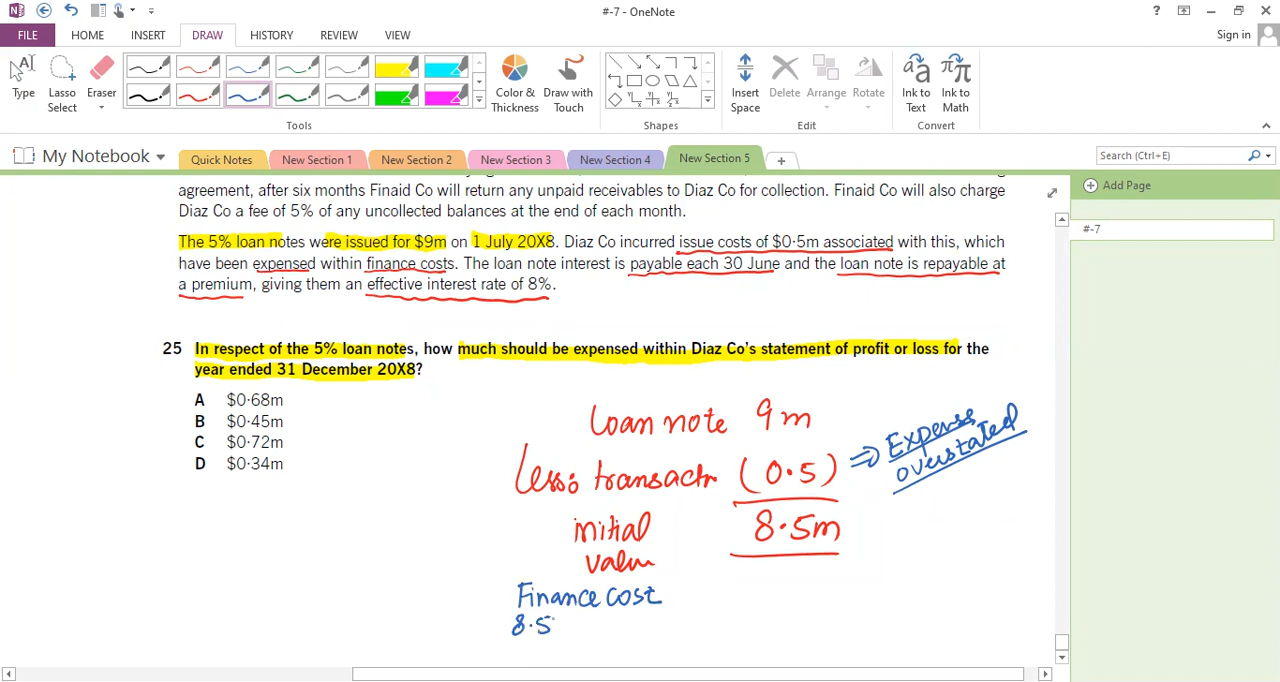 #-7 - OneNote
? 
Sign in
FILE HOME INSERT DRAW HISTORY REVIEW VIEW
Type Lasso Select Eraser Color & Thickness Draw with Touch Insert Space Delete Arrange Rotate Ink to Text Ink to Math
Tools Shapes Edit Convert
My Notebook Quick Notes New Section 1 New Section 2 New Section 3 New Section 4 New Section 5 + Search (Ctrl+E)
Add Page
#-7
agreement, after six months Finaid Co will return any unpaid receivables to Diaz Co for collection. Finaid Co will also charge
Diaz Co a fee of 5% of any uncollected balances at the end of each month.
The 5% loan notes were issued for $9m on 1 July 20X8. Diaz Co incurred issue costs of $0·5m associated with this, which
have been expensed within finance costs. The loan note interest is payable each 30 June and the loan note is repayable at
a premium, giving them an effective interest rate of 8%.
25 In respect of the 5% loan notes, how much should be expensed within Diaz Co's statement of profit or loss for the
year ended 31 December 20X8?
A $0·68m
B $0·45m
C $0·72m
D $0·34m
loan note 9m
less: transactn (0.5) ⇒ Expense
overstated
initial 8.5m
value
Finance cost
8.5